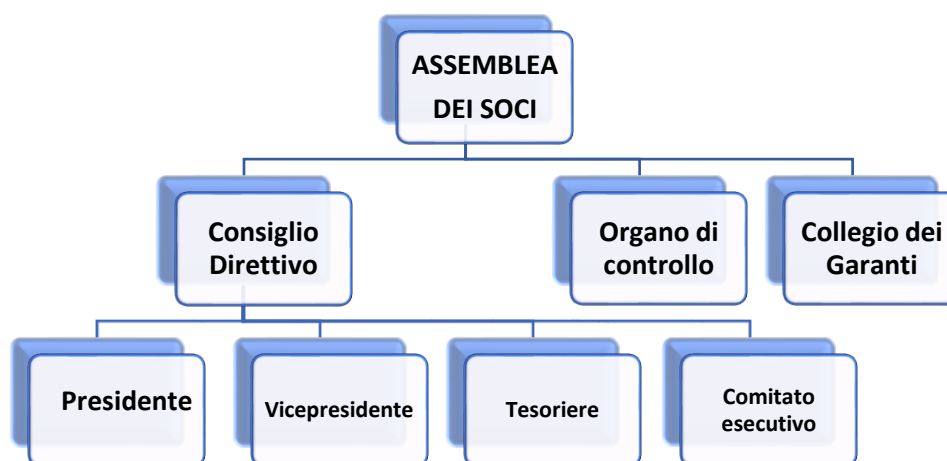 ASSEMBLEA
DEI SOCI
Consiglio
Direttivo
Organo di
controllo
Collegio dei
Garanti
Presidente
Vicepresidente
Tesoriere
Comitato
esecutivo